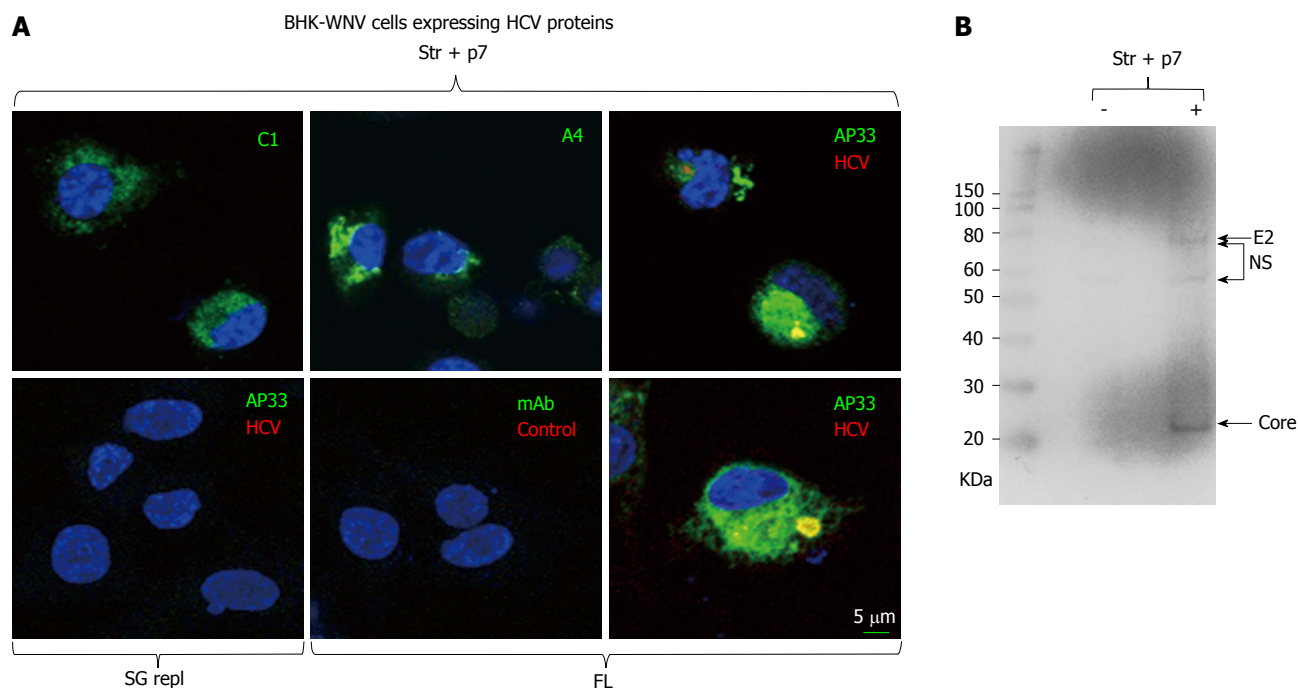 A
BHK-WNV cells expressing HCV proteins
Str + p7
C1
A4
AP33
HCV
AP33
HCV
mAb
Control
AP33
HCV
5 μm
SG repl
FL
B
Str + p7
- +
150
100
80
60
50
40
30
20
KDa
E2
NS
Core